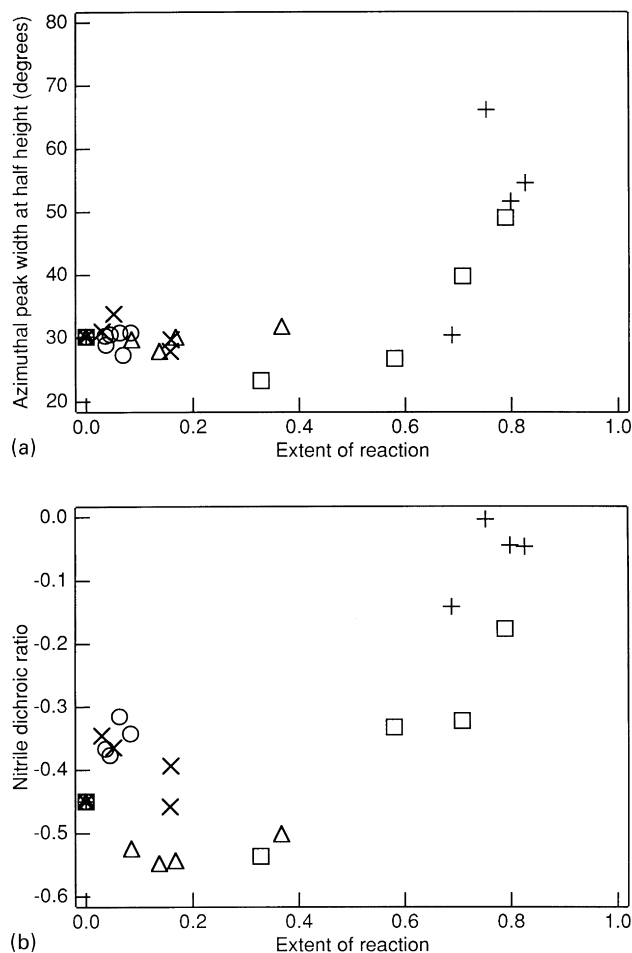 Azimuthal peak width at half height (degrees)
80
70
60
50
40
30
20
0.0 0.2 0.4 0.6 0.8 1.0
Extent of reaction
(a)
Nitrile dichroic ratio
0.0
-0.1
-0.2
-0.3
-0.4
-0.5
-0.6
0.0 0.2 0.4 0.6 0.8 1.0
Extent of reaction
(b)